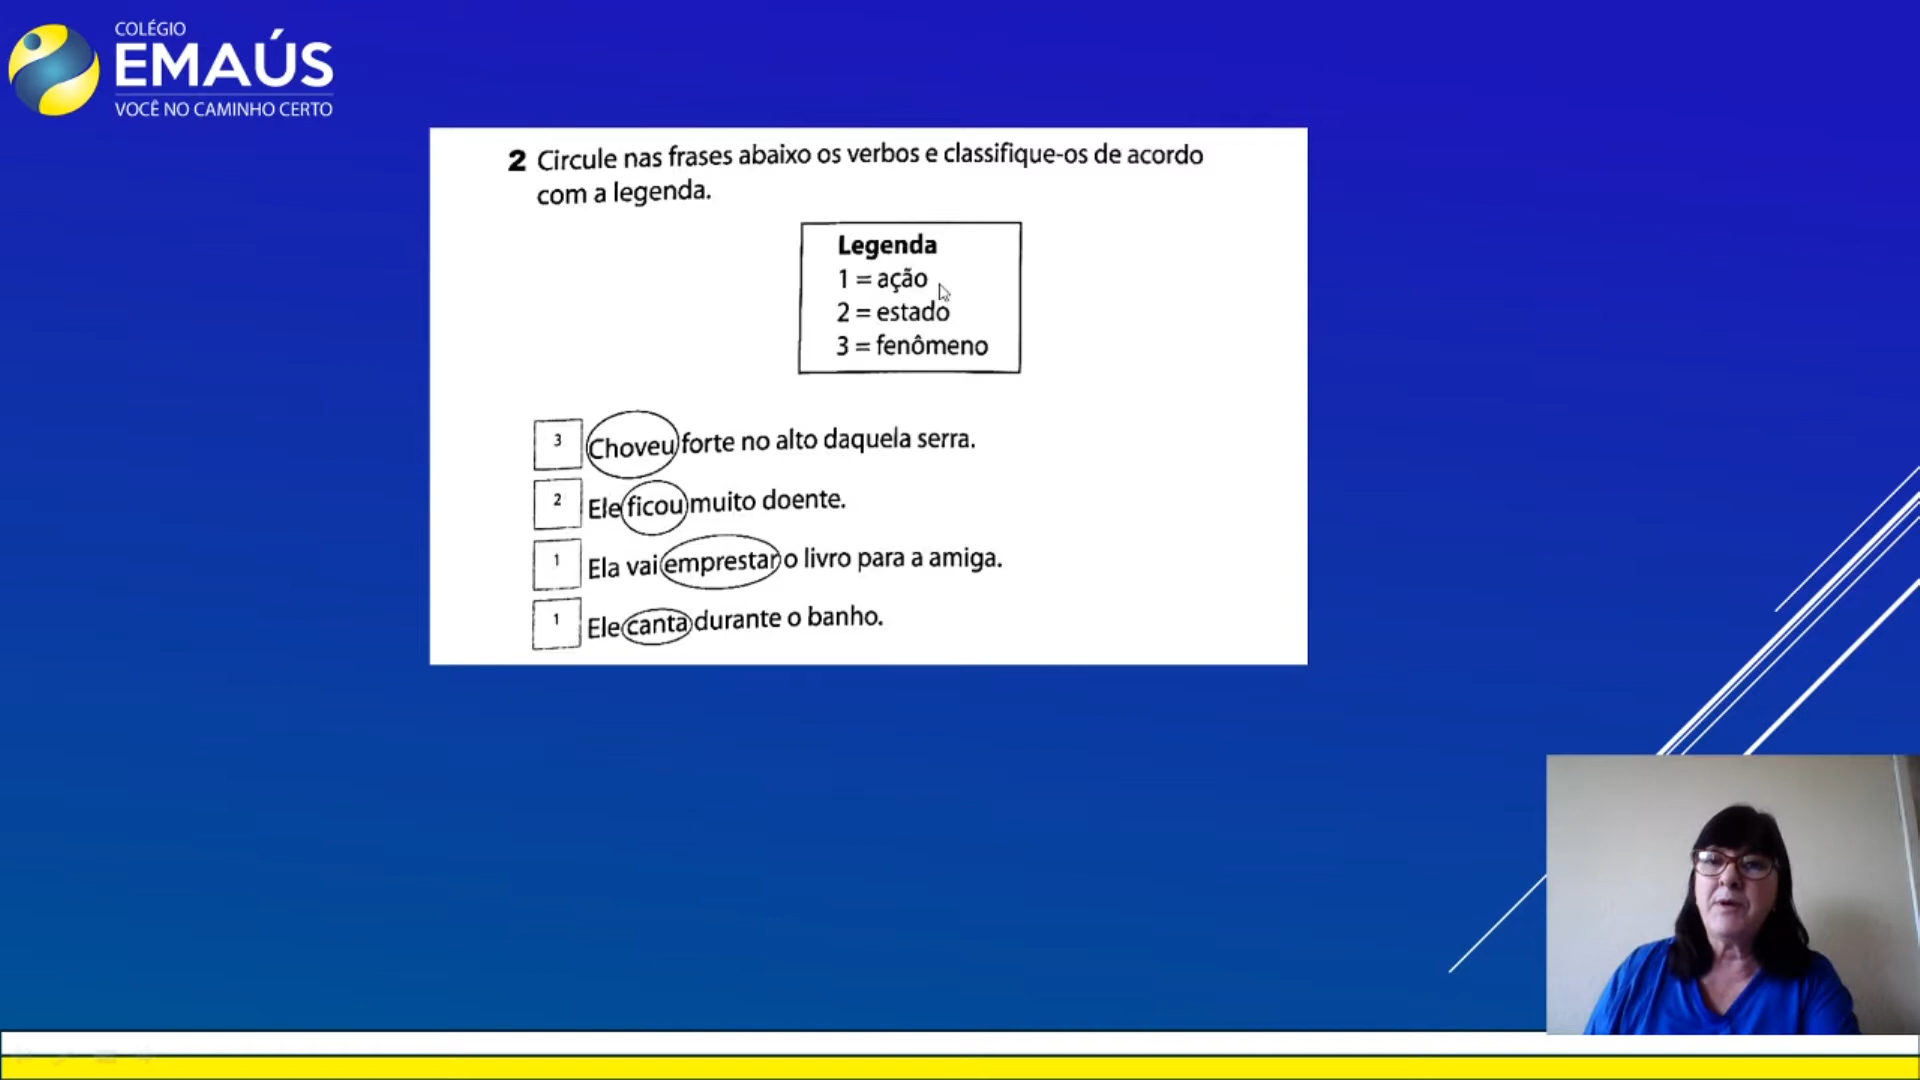 COLÉGIO
EMAÚS
VOCÊ NO CAMINHO CERTO
2 Circule nas frases abaixo os verbos e classifique-os de acordo
com a legenda.
Legenda
1 = ação
2 = estado
3 = fenômeno
3 Choveu forte no alto daquela serra.
2 Ele ficou muito doente.
1 Ela vai emprestar o livro para a amiga.
1 Ele canta durante o banho.